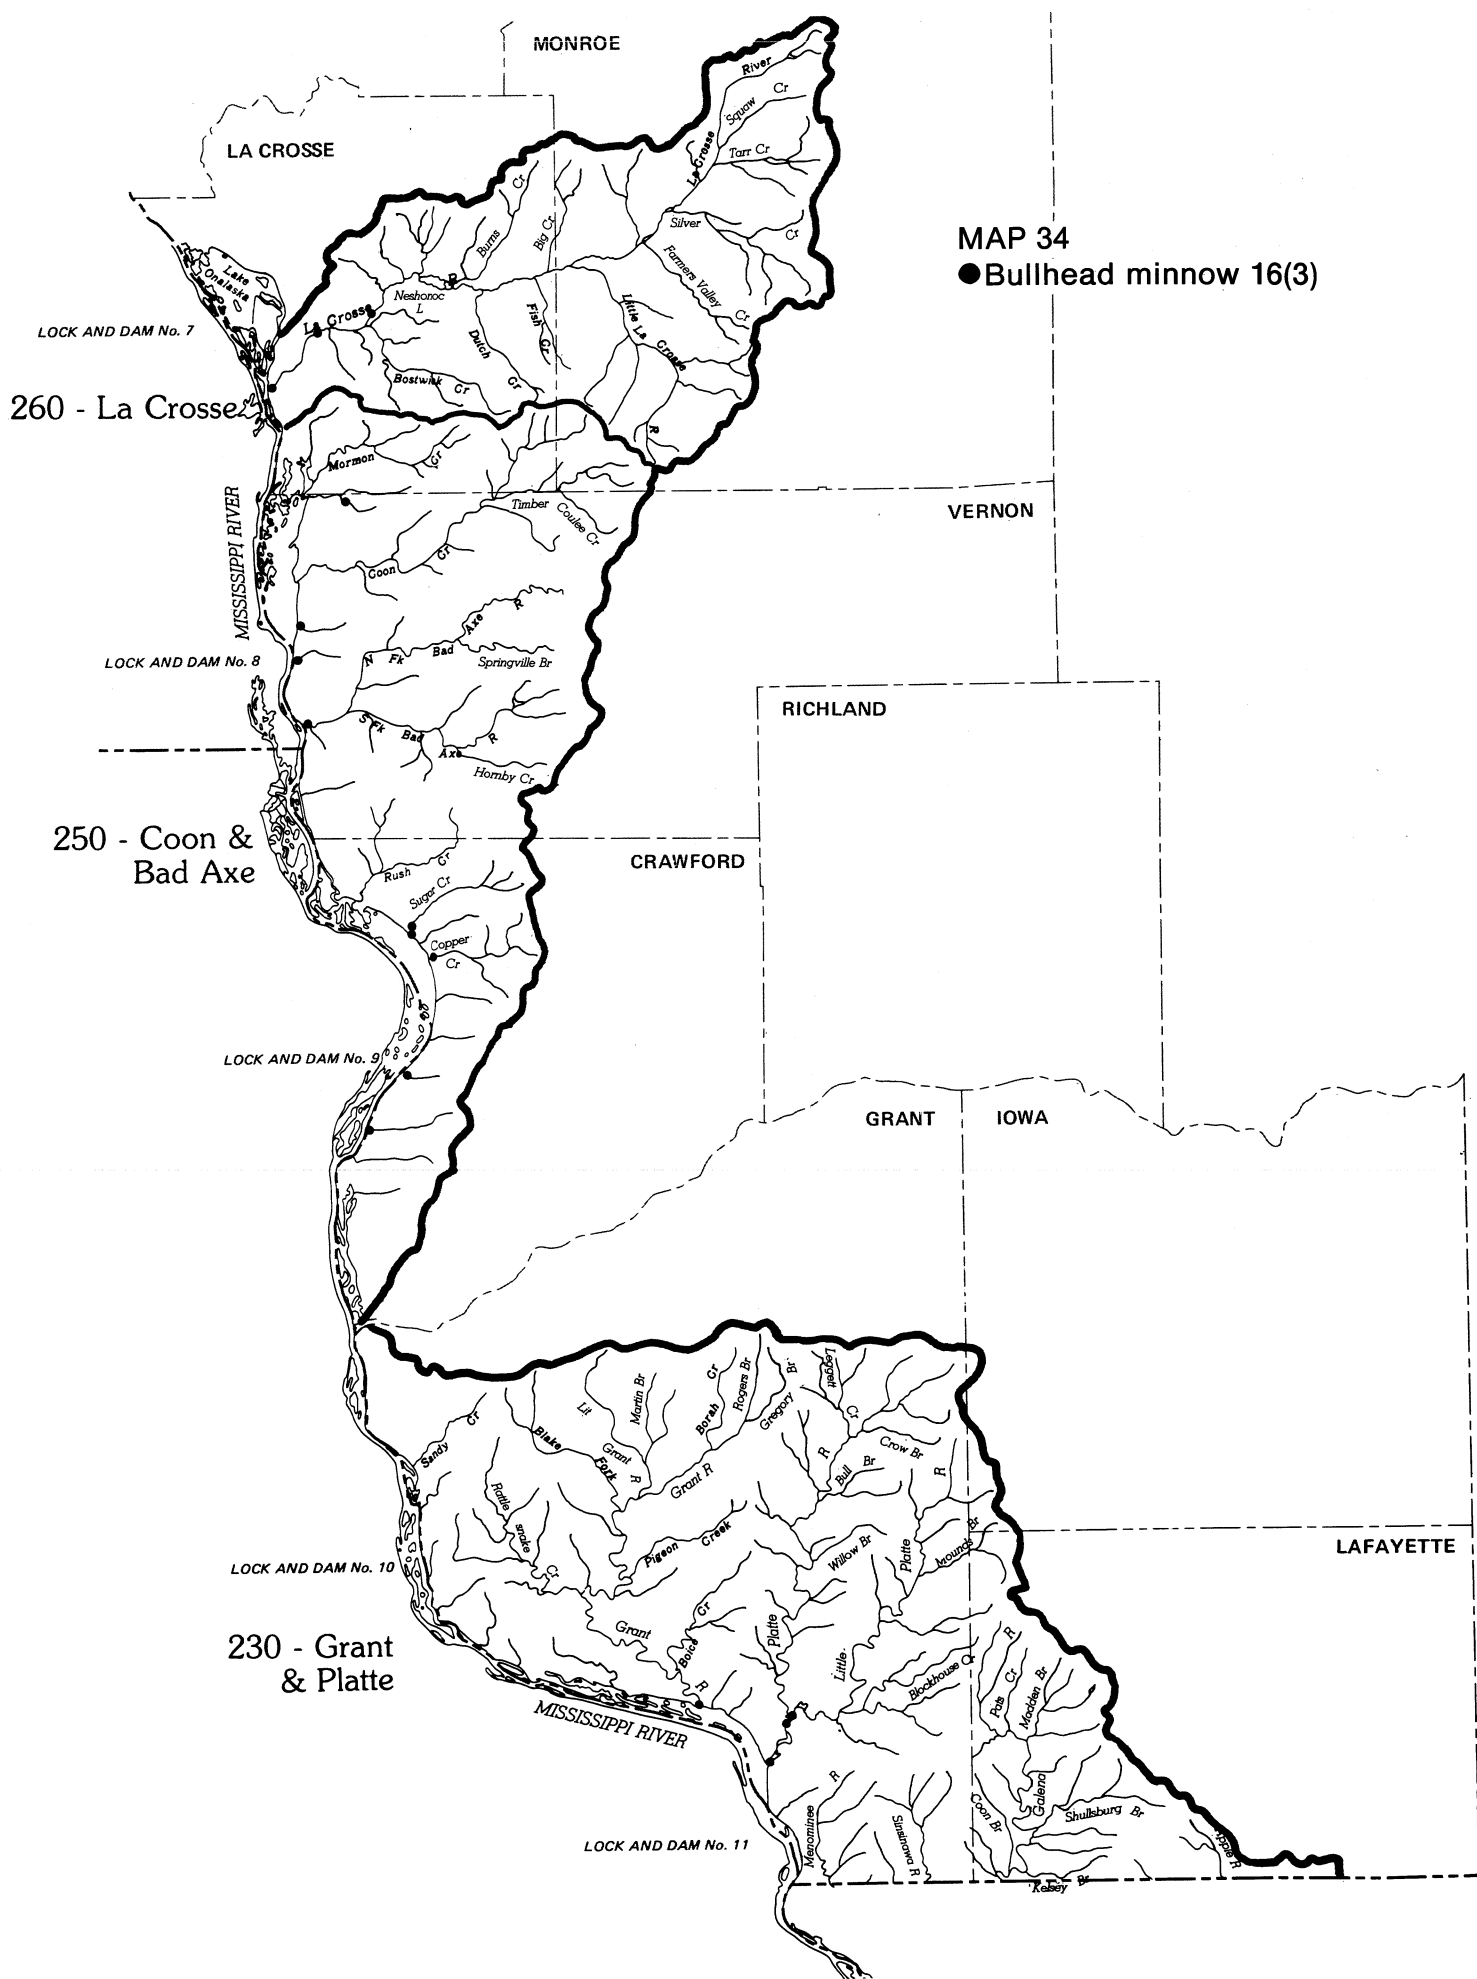 MONROE
LA CROSSE
River
Squaw Cr
La Crosse
Tarr Cr
Silver Cr
Farmers Valley Cr
Burns Cr
Big Cr
R
Neshonoc
L
La Crosse
Fish Cr
Dutch Cr
Little La Crosse
R
Bostwick Cr
Lake
Onalaska
LOCK AND DAM No. 7
260 - La Crosse
MAP 34
Bullhead minnow 16(3)
Mormon Cr
Timber
Coulee Cr
VERNON
MISSISSIPPI RIVER
Coon Cr
N Fk Bad Axe R
Springville Br
LOCK AND DAM No. 8
RICHLAND
S Fk Bad Axe R
Hornby Cr
250 - Coon &
Bad Axe
CRAWFORD
Rush Cr
Sugar Cr
Copper
Cr
LOCK AND DAM No. 9
GRANT
IOWA
Sandy Cr
Blake
Fork
Lit
Grant
R
Martin Br
Borah Cr
Rogers Br
Gregory Br
Leggett
Cr
Crow Br
R
Bull Br
R
Grant R
Rattle
snake
Cr
Pigeon Creek
Willow Br
Platte
Mounds Br
LAFAYETTE
LOCK AND DAM No. 10
Grant
Boice Cr
R
Platte
R
Little
Blockhouse Cr
Pats Cr
R
Madden Br
230 - Grant
& Platte
MISSISSIPPI RIVER
Menominee
R
Sinsinawa R
Coon Br
Galena
Shullsburg Br
Apple R
Kelsey Br
LOCK AND DAM No. 11